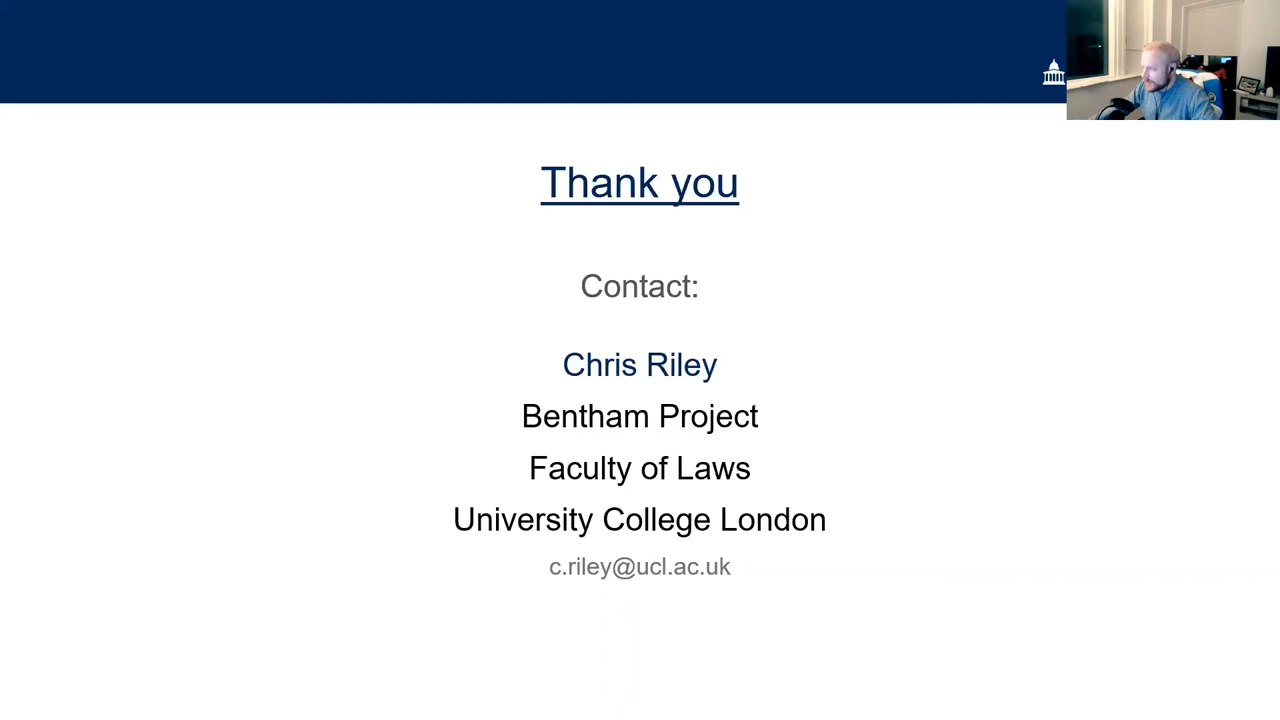 Thank you
Contact:
Chris Riley
Bentham Project
Faculty of Laws
University College London
c.riley@ucl.ac.uk